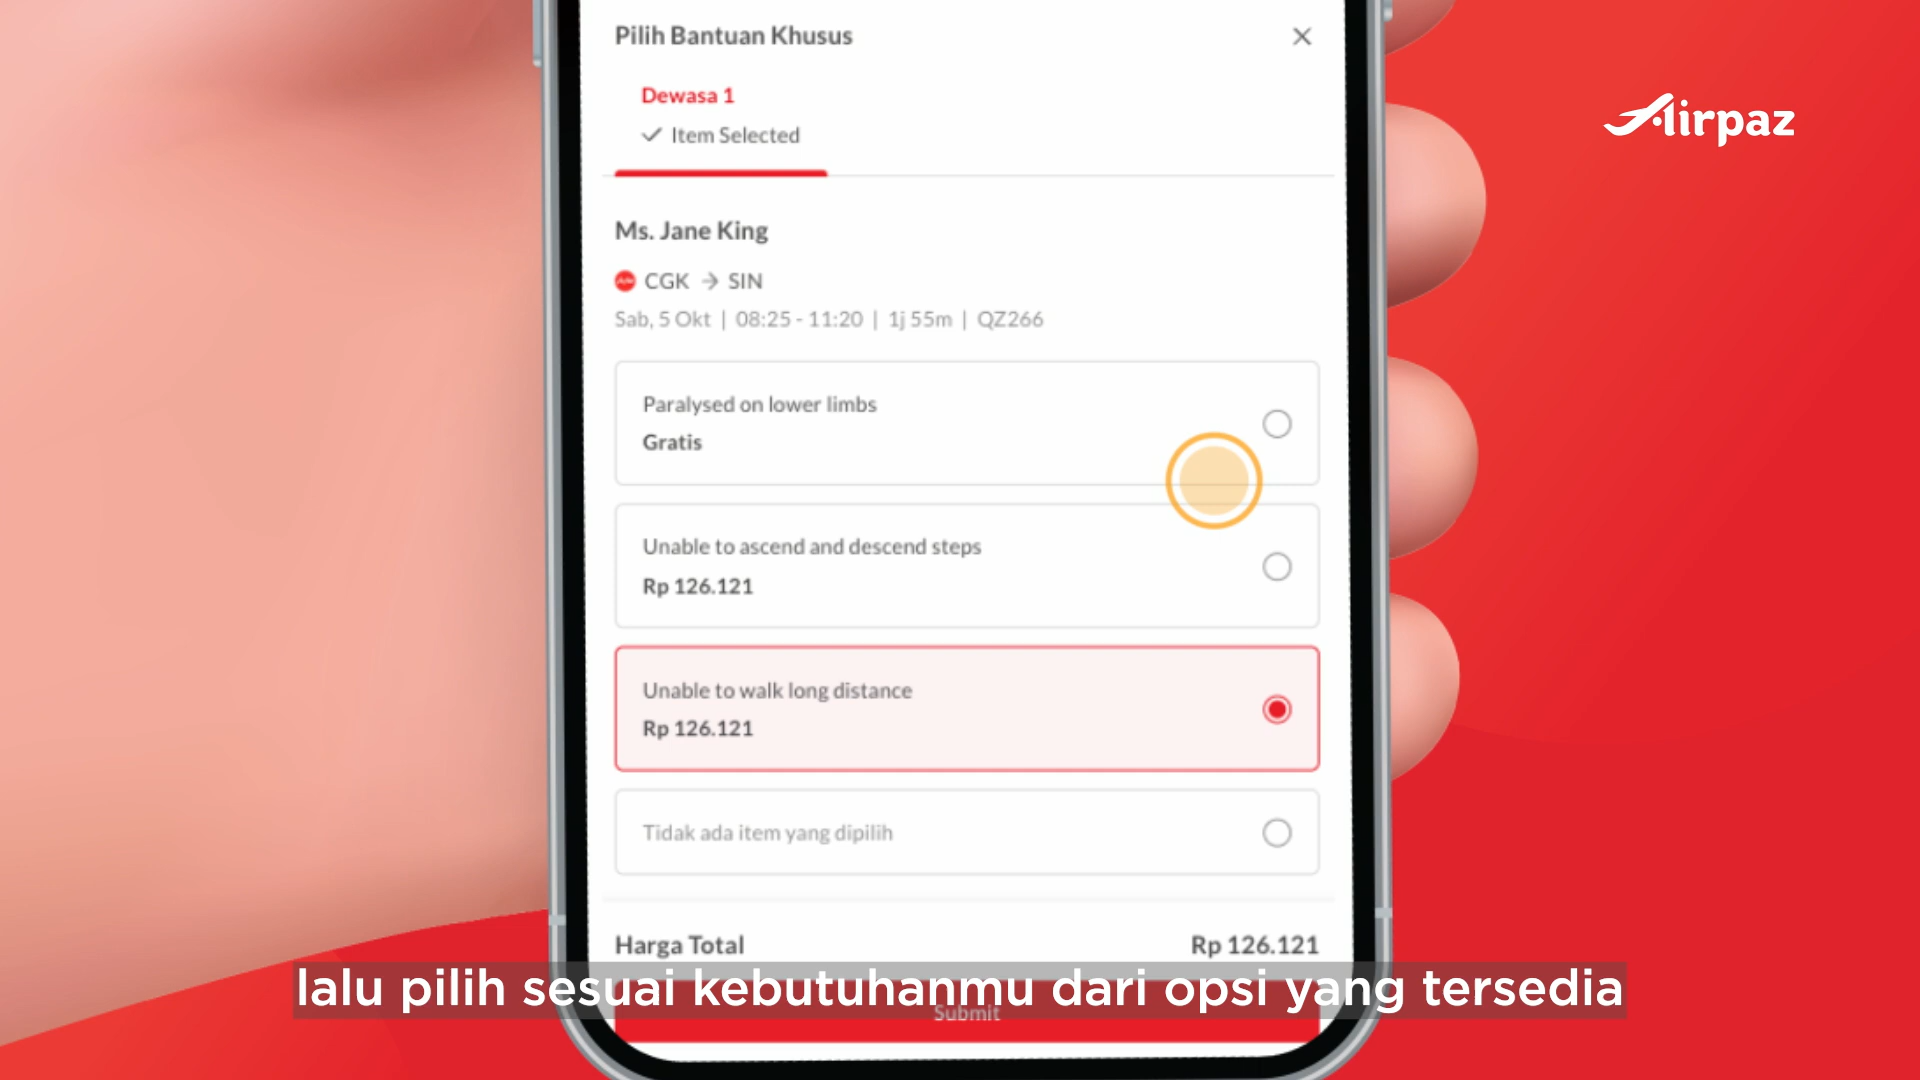 Pilih Bantuan Khusus
Airpaz
Dewasa 1
Item Selected
Ms. Jane King
CGK → SIN
Sab, 5 Okt | 08:25 - 11:20 | 1j 55m | QZ266
Paralysed on lower limbs
Gratis
Unable to ascend and descend steps
Rp 126.121
Unable to walk long distance
Rp 126.121
Tidak ada item yang dipilih
Harga Total Rp 126.121
lalu pilih sesuai kebutuhanmu dari opsi yang tersedia
Submit